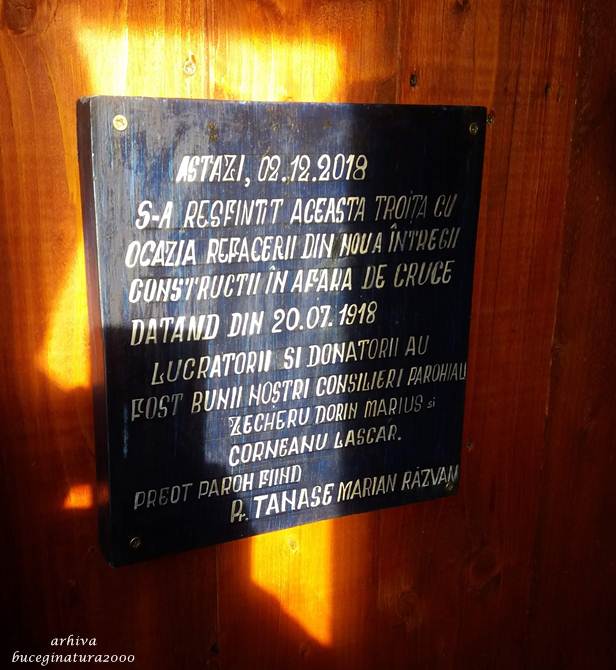 ASTAZI, 02.12.2018
S-A RESFINTIT ACEASTA TROIȚA CU
OCAZIA REFACERII DIN NOUA ÎNTREGII
CONSTRUCTII ÎN AFARA DE CRUCE
DATAND DIN 20.07.1918
LUCRATORII SI DONATORII AU
FOST BUNII NOSTRI CONSILIERI PAROHIALI
ZECHERU DORIN MARIUS si
CORNEANU LASCAR.
PREOT PAROH FIIND
Pr. TANASE MARIAN RĂZVAN
arhiva
buceginatura2000